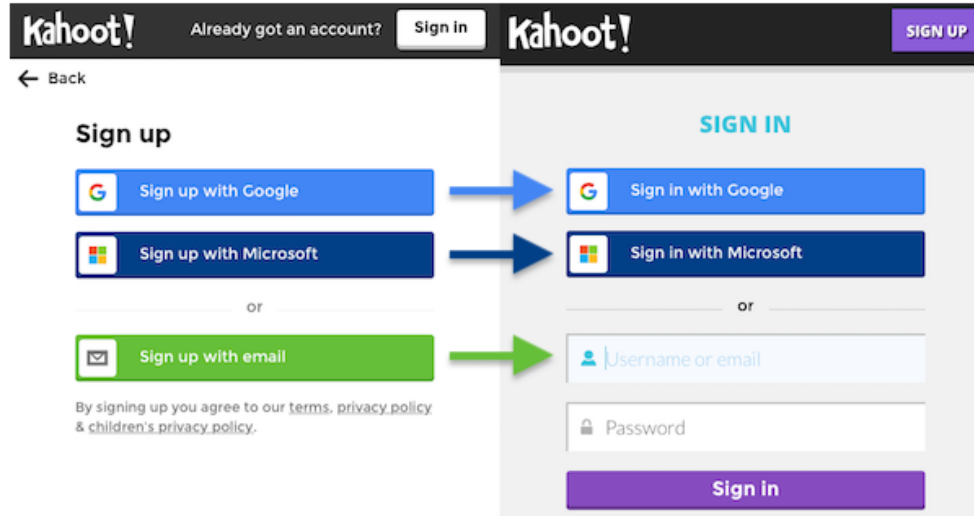 Kahoot!
Already got an account?
Sign in
Back
Sign up
Sign up with Google
Sign up with Microsoft
or
Sign up with email
By signing up you agree to our terms, privacy policy
& children's privacy policy.
Kahoot!
SIGN UP
SIGN IN
Sign in with Google
Sign in with Microsoft
or
Username or email
Password
Sign in